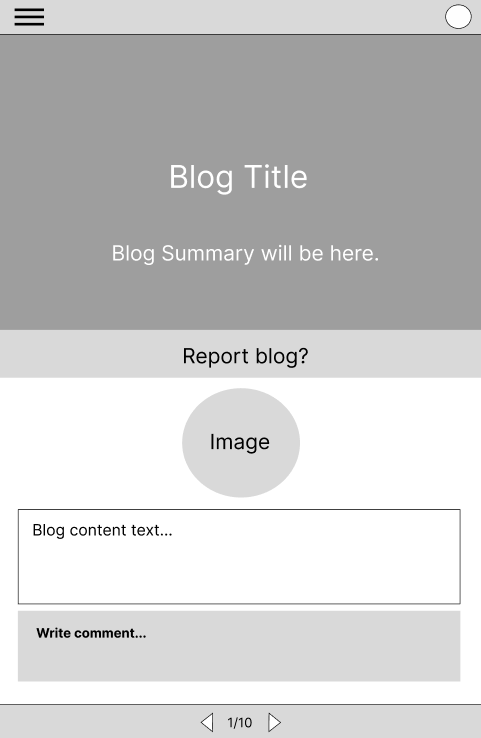 Blog Title
Blog Summary will be here.
Report blog?
Image
Blog content text...
Write comment...
1/10